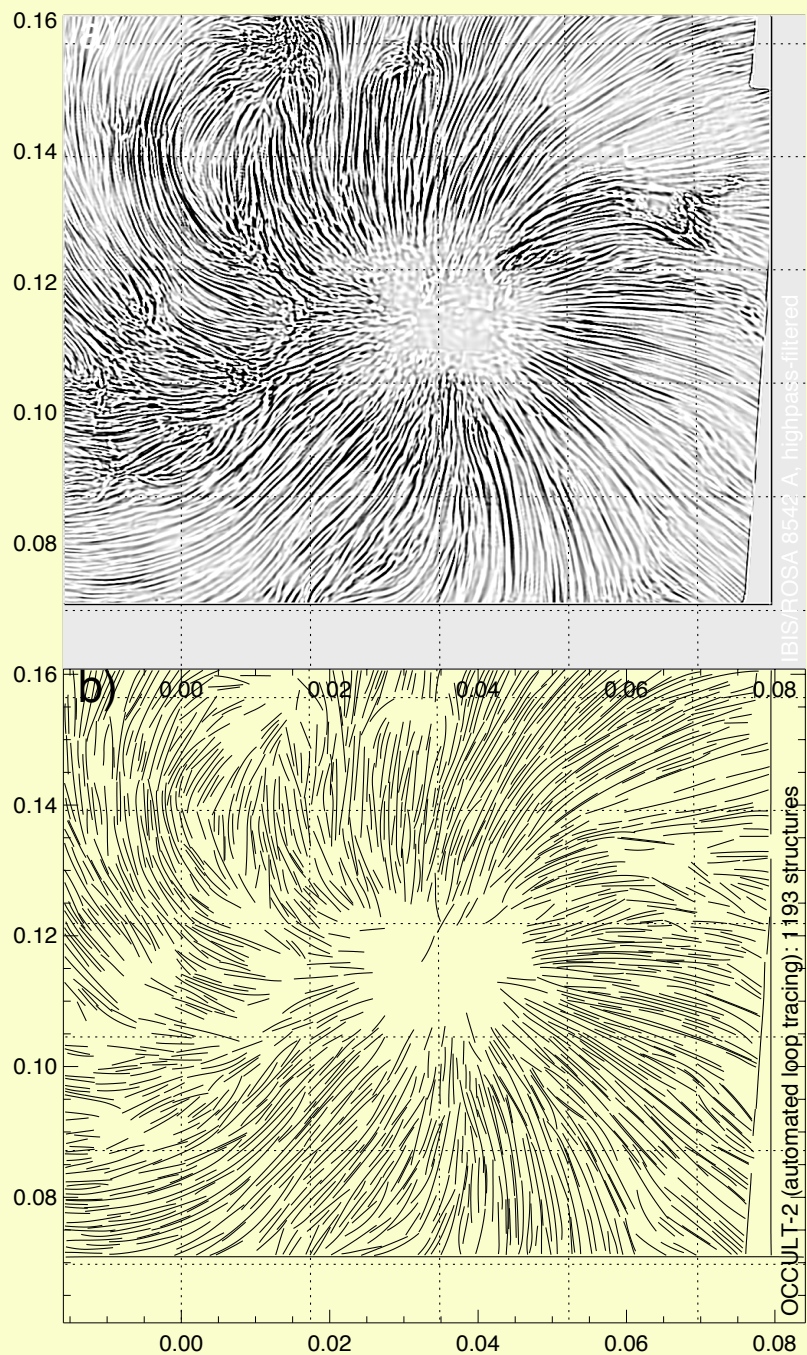 0.16
a)
0.14
0.12
0.10
0.08
IBIS/ROSA 8542 A, highpass-filtered
0.16
b)
0.00 0.02 0.04 0.06 0.08
0.14
0.12
0.10
0.08
OCCULT-2 (automated loop tracing): 1193 structures
0.00 0.02 0.04 0.06 0.08